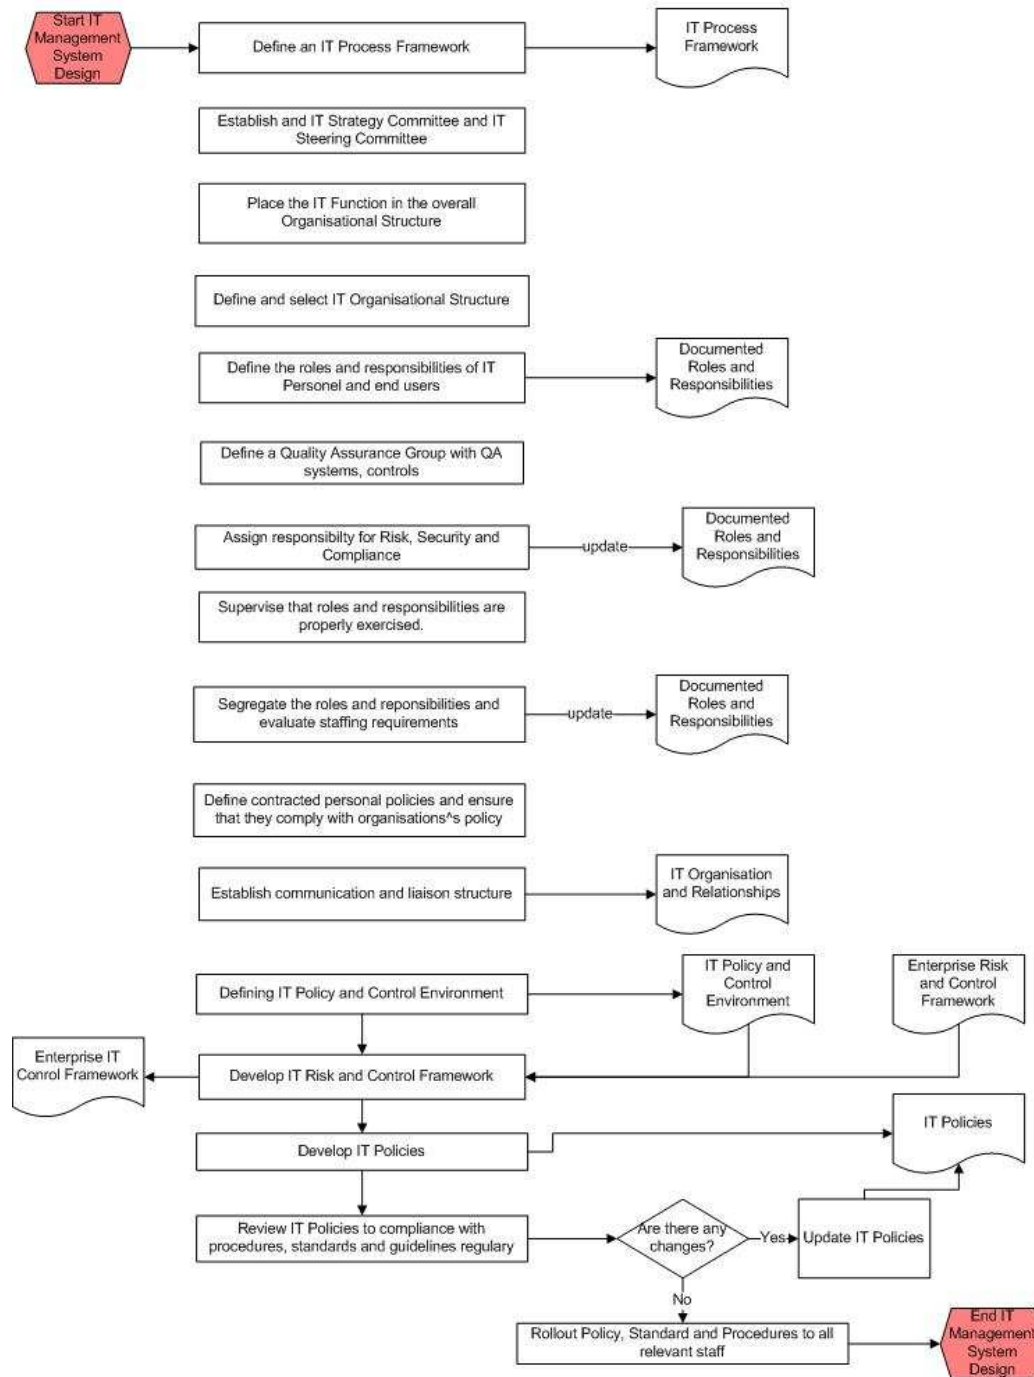 Start IT
Management
System
Design
Define an IT Process Framework
IT Process
Framework
Establish and IT Strategy Committee and IT
Steering Committee
Place the IT Function in the overall
Organisational Structure
Define and select IT Organisational Structure
Define the roles and responsibilities of IT
Personel and end users
Documented
Roles and
Responsibilities
Define a Quality Assurance Group with QA
systems, controls
Assign responsibilty for Risk, Security and
Compliance
update
Documented
Roles and
Responsibilities
Supervise that roles and responsibilities are
properly exercised.
Segregate the roles and reponsibilities and
evaluate staffing requirements
update
Documented
Roles and
Responsibilities
Define contracted personal policies and ensure
that they comply with organisations^s policy
Establish communication and liaison structure
IT Organisation
and Relationships
Defining IT Policy and Control Environment
IT Policy and
Control
Environment
Enterprise Risk
and Control
Framework
Enterprise IT
Conrol Framework
Develop IT Risk and Control Framework
Develop IT Policies
IT Policies
Review IT Policies to compliance with
procedures, standards and guidelines regulary
Are there any
changes?
Yes
Update IT Policies
No
Rollout Policy, Standard and Procedures to all
relevant staff
End IT
Management
System
Design